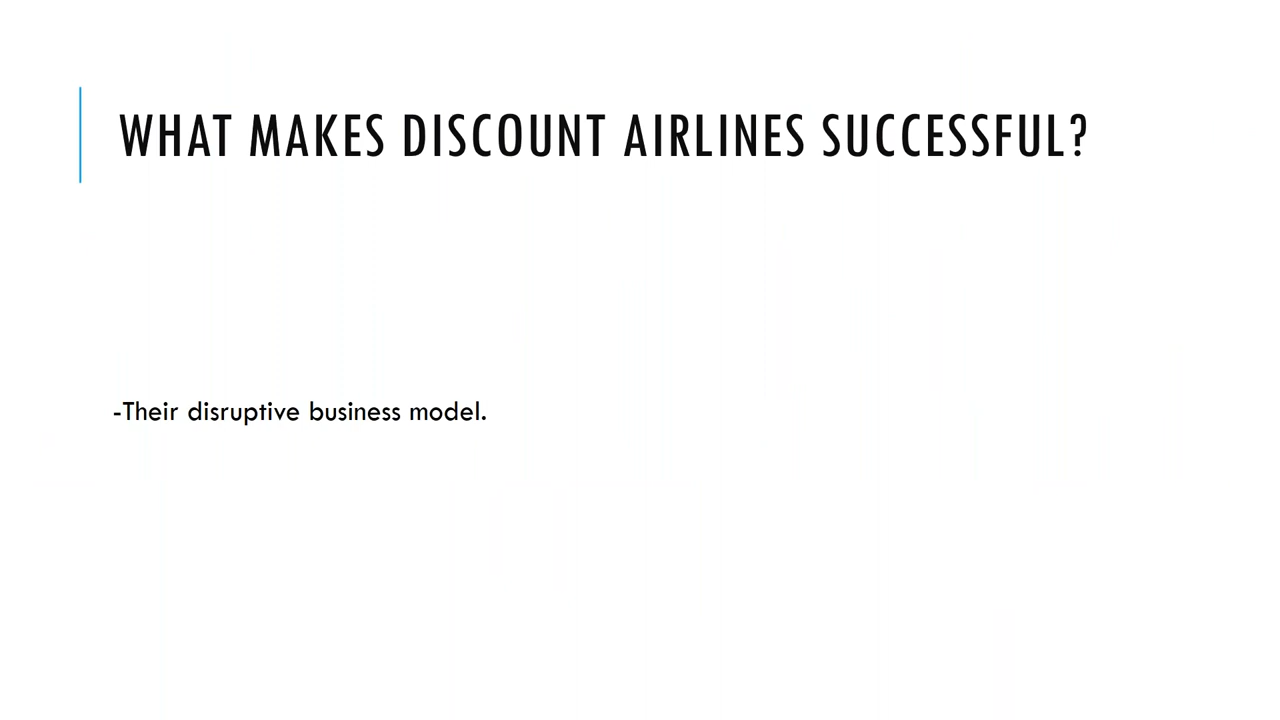 WHAT MAKES DISCOUNT AIRLINES SUCCESSFUL?
-Their disruptive business model.